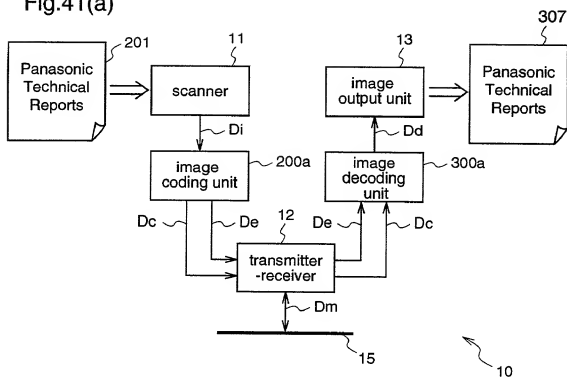 Fig.41(a)
201
Panasonic
Technical
Reports
11
scanner
13
image
output unit
307
Panasonic
Technical
Reports
Di
Dd
image
coding unit
200a
image
decoding
unit
300a
Dc
De
12
De
Dc
transmitter
-receiver
Dm
15
10